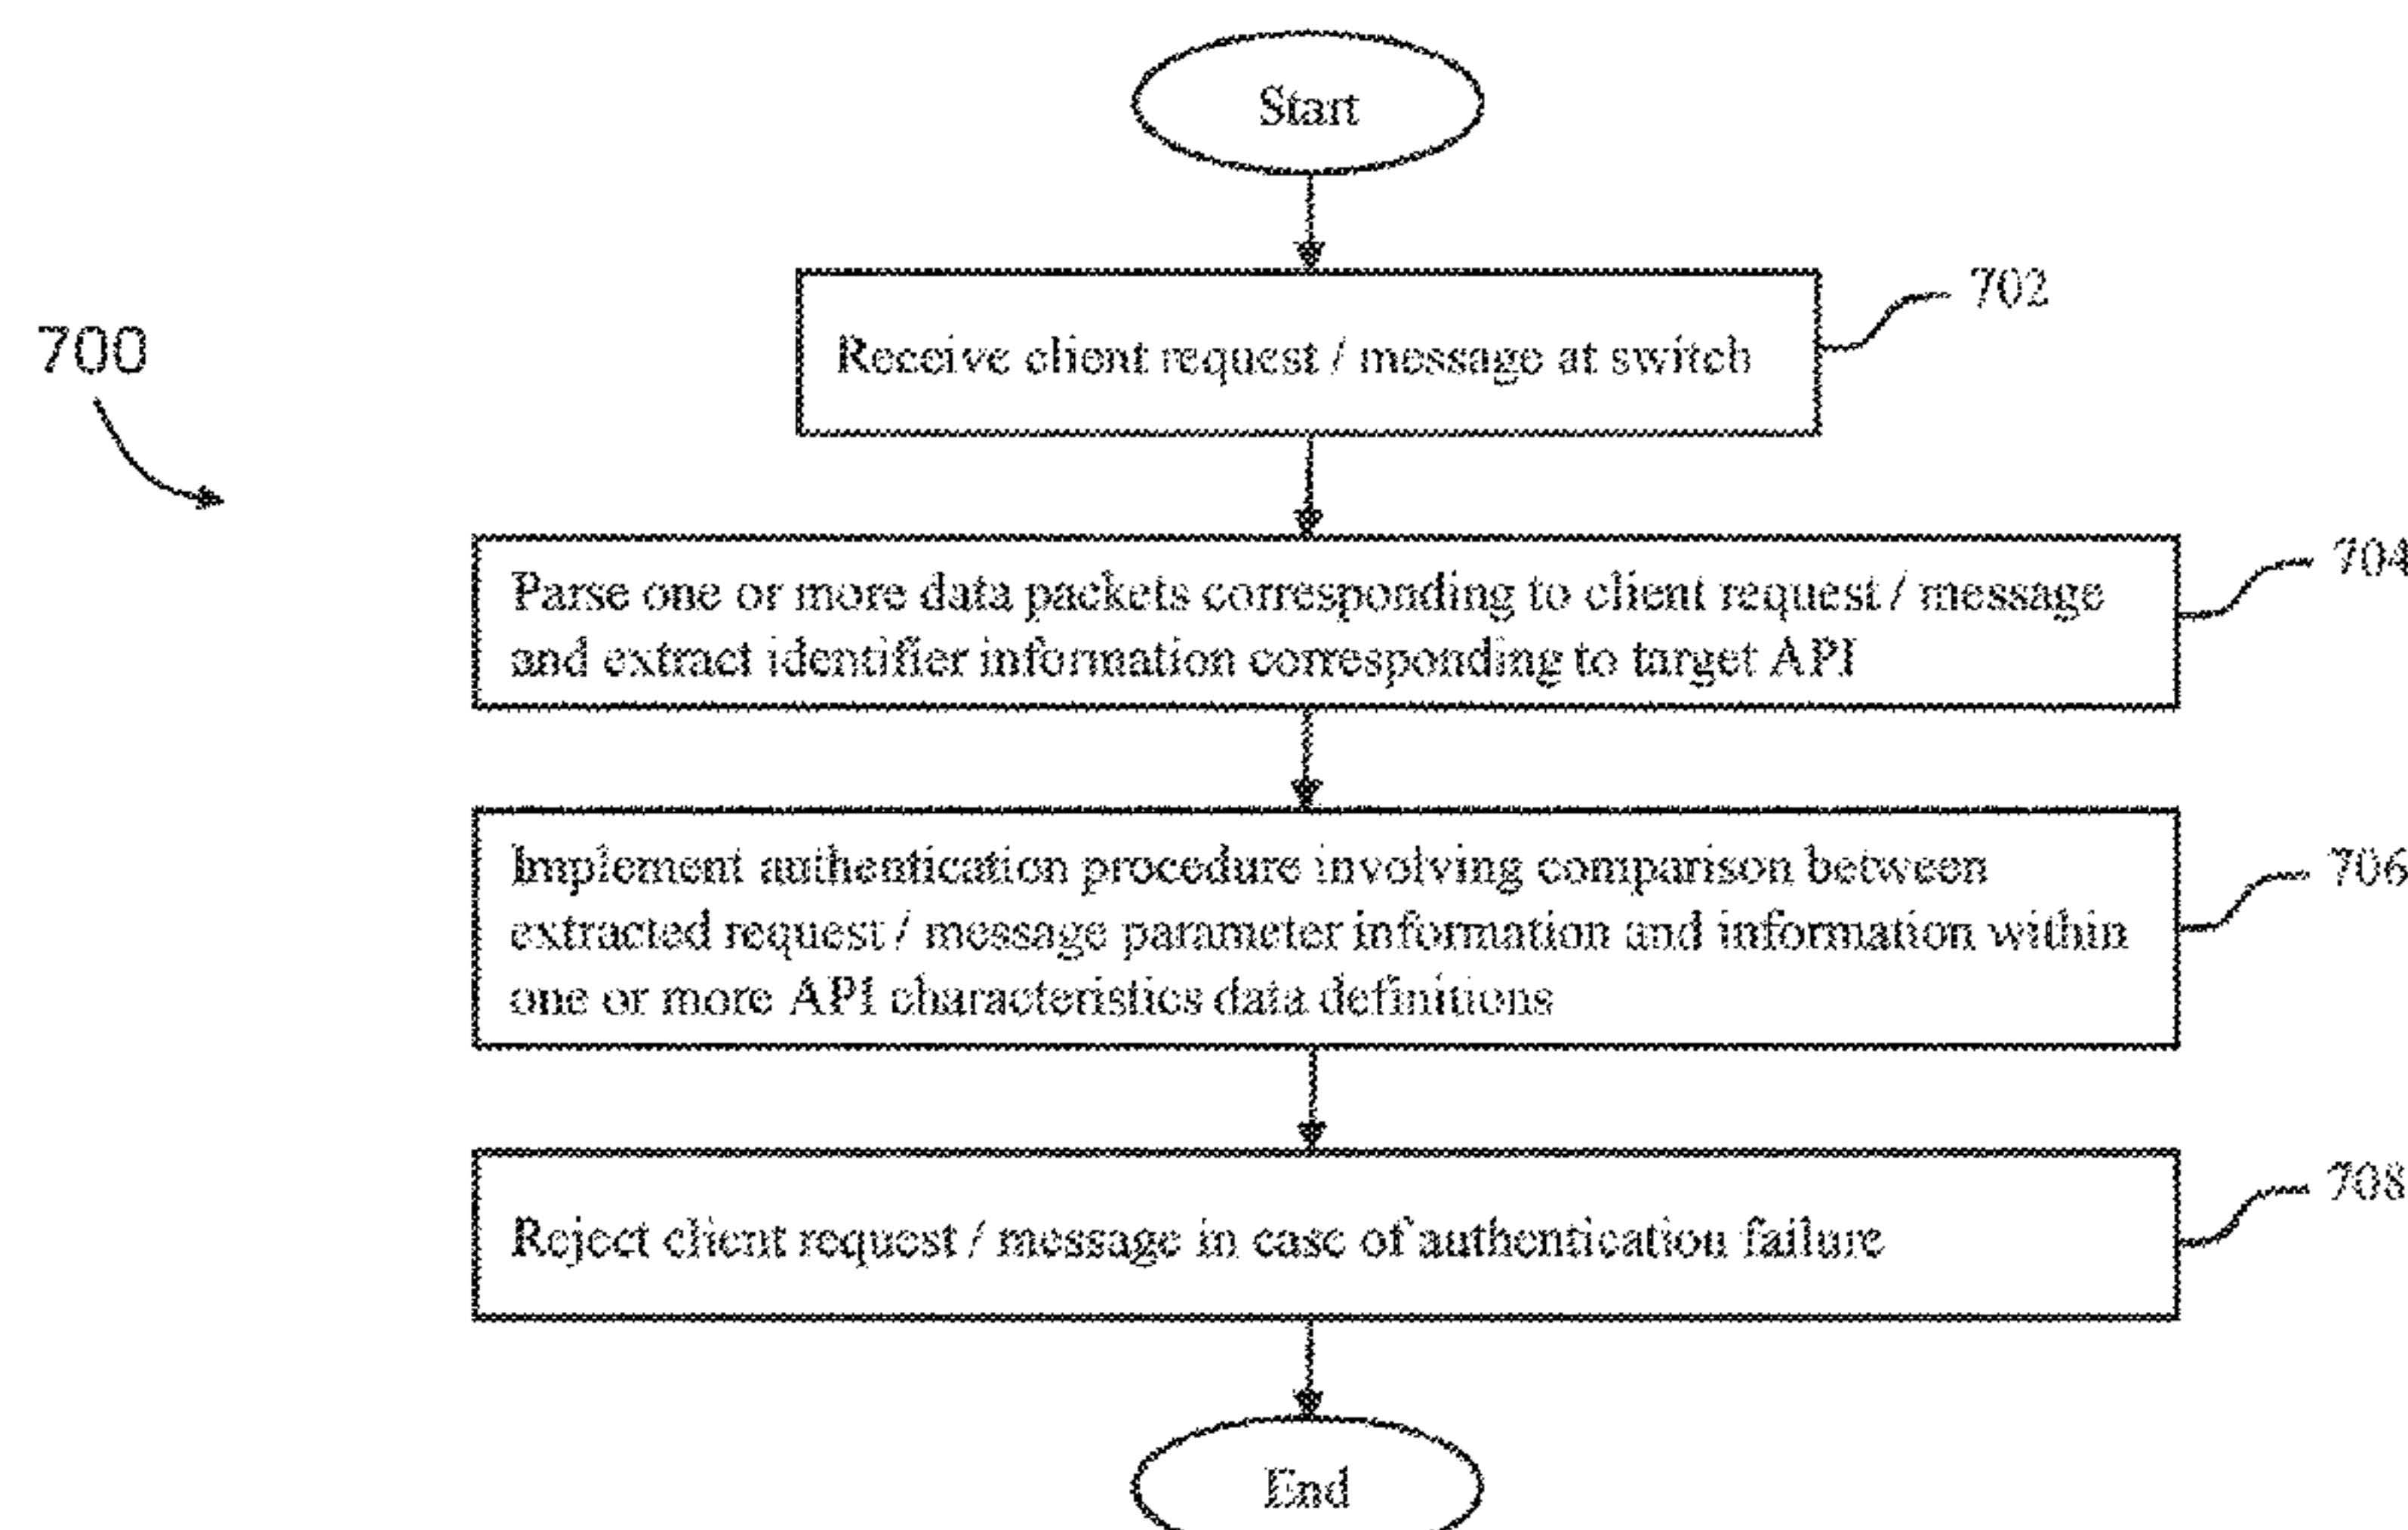 Start
702
Receive client request / message at switch
700
704
Parse one or more data packets corresponding to client request / message
and extract identifier information corresponding to target API
706
Implement authentication procedure involving comparison between
extracted request / message parameter information and information within
one or more API characteristics data definitions
708
Reject client request / message in case of authentication failure
End